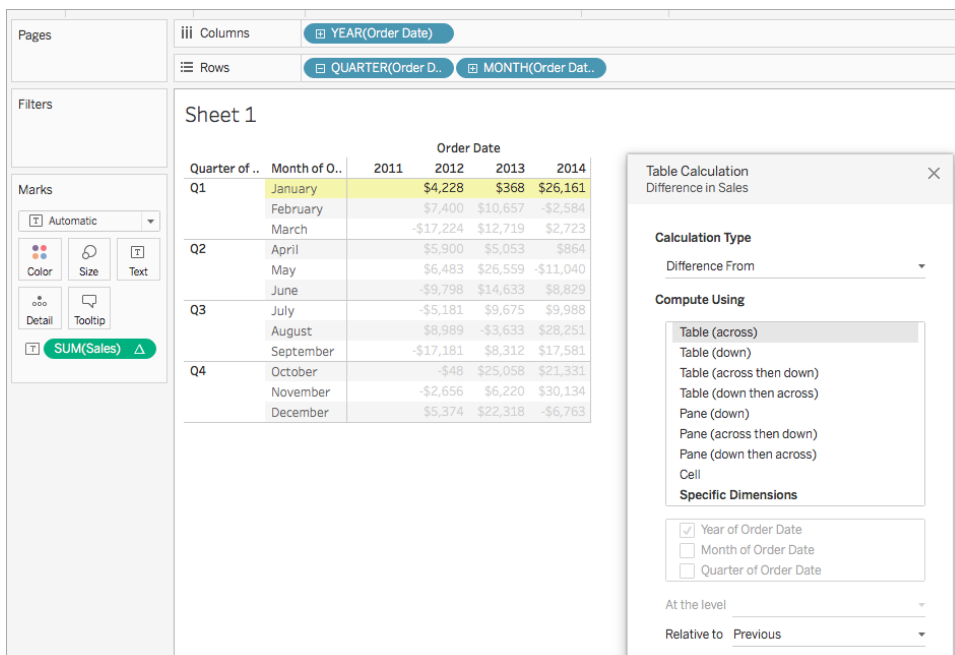 Pages
Columns
YEAR(Order Date)
Rows
QUARTER(Order D..
MONTH(Order Dat..
Filters
Marks
Automatic
Color
Size
Text
Detail
Tooltip
SUM(Sales)
Sheet 1
Order Date
Quarter of .. Month of O.. 2011 2012 2013 2014
Q1 January $4,228 $368 $26,161
February $7,400 $10,657 -$2,584
March -$17,224 $12,719 $2,723
Q2 April $5,900 $5,053 $864
May $6,483 $26,559 -$11,040
June -$9,798 $14,633 $8,829
Q3 July -$5,181 $9,675 $9,988
August $8,989 -$3,633 $28,251
September -$17,181 $8,312 $17,581
Q4 October -$48 $25,058 $21,331
November -$2,656 $6,220 $30,134
December $5,374 $22,318 -$6,763
Table Calculation
Difference in Sales
Calculation Type
Difference From
Compute Using
Table (across)
Table (down)
Table (across then down)
Table (down then across)
Pane (down)
Pane (across then down)
Pane (down then across)
Cell
Specific Dimensions
Year of Order Date
Month of Order Date
Quarter of Order Date
At the level
Relative to Previous